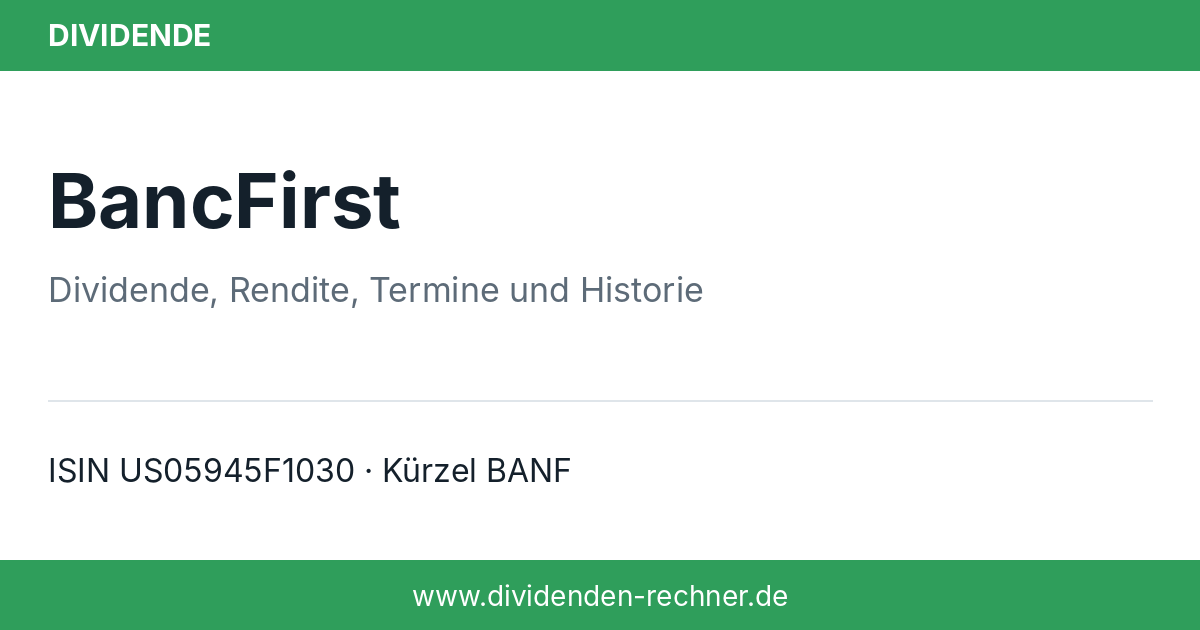 DIVIDENDE
BancFirst
Dividende, Rendite, Termine und Historie
ISIN US05945F1030 · Kürzel BANF
www.dividenden-rechner.de